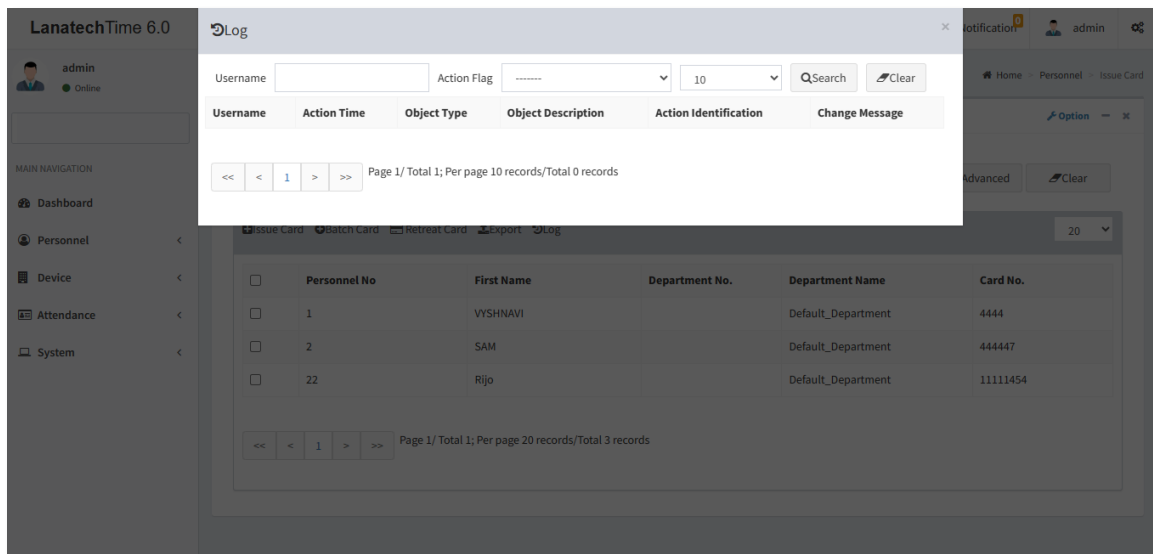 LanatechTime 6.0
Log
×
Notification
0
admin
admin
Online
Username
Action Flag
-------
10
Search
Clear
Home > Personnel > Issue Card
Username Action Time Object Type Object Description Action Identification Change Message
Option
MAIN NAVIGATION
<< < 1 > >> Page 1/ Total 1; Per page 10 records/Total 0 records
Advanced
Clear
Dashboard
Personnel
Device
Attendance
System
Issue Card Batch Card Retreat Card Export Log
20
Personnel No First Name Department No. Department Name Card No.
1 VYSHNAVI Default_Department 4444
2 SAM Default_Department 444447
22 Rijo Default_Department 11111454
<< < 1 > >> Page 1/ Total 1; Per page 20 records/Total 3 records